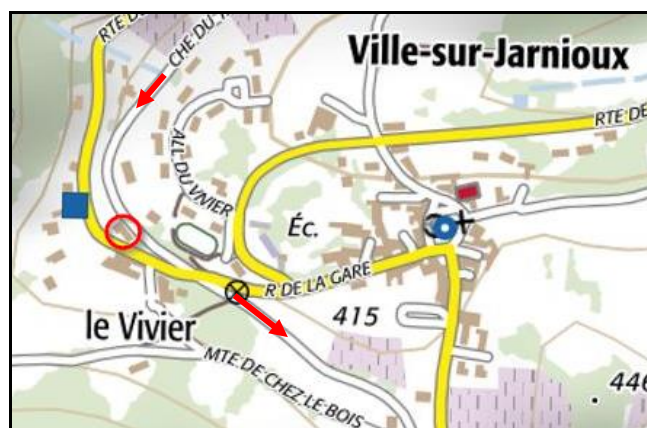 RTE D
CHE DU
Ville-sur-Jarnioux
RTE DE
ALL. DU VIVIER
Éc.
R DE LA GARE
415
le Vivier
MTE DE CHEZ LE BOIS
446